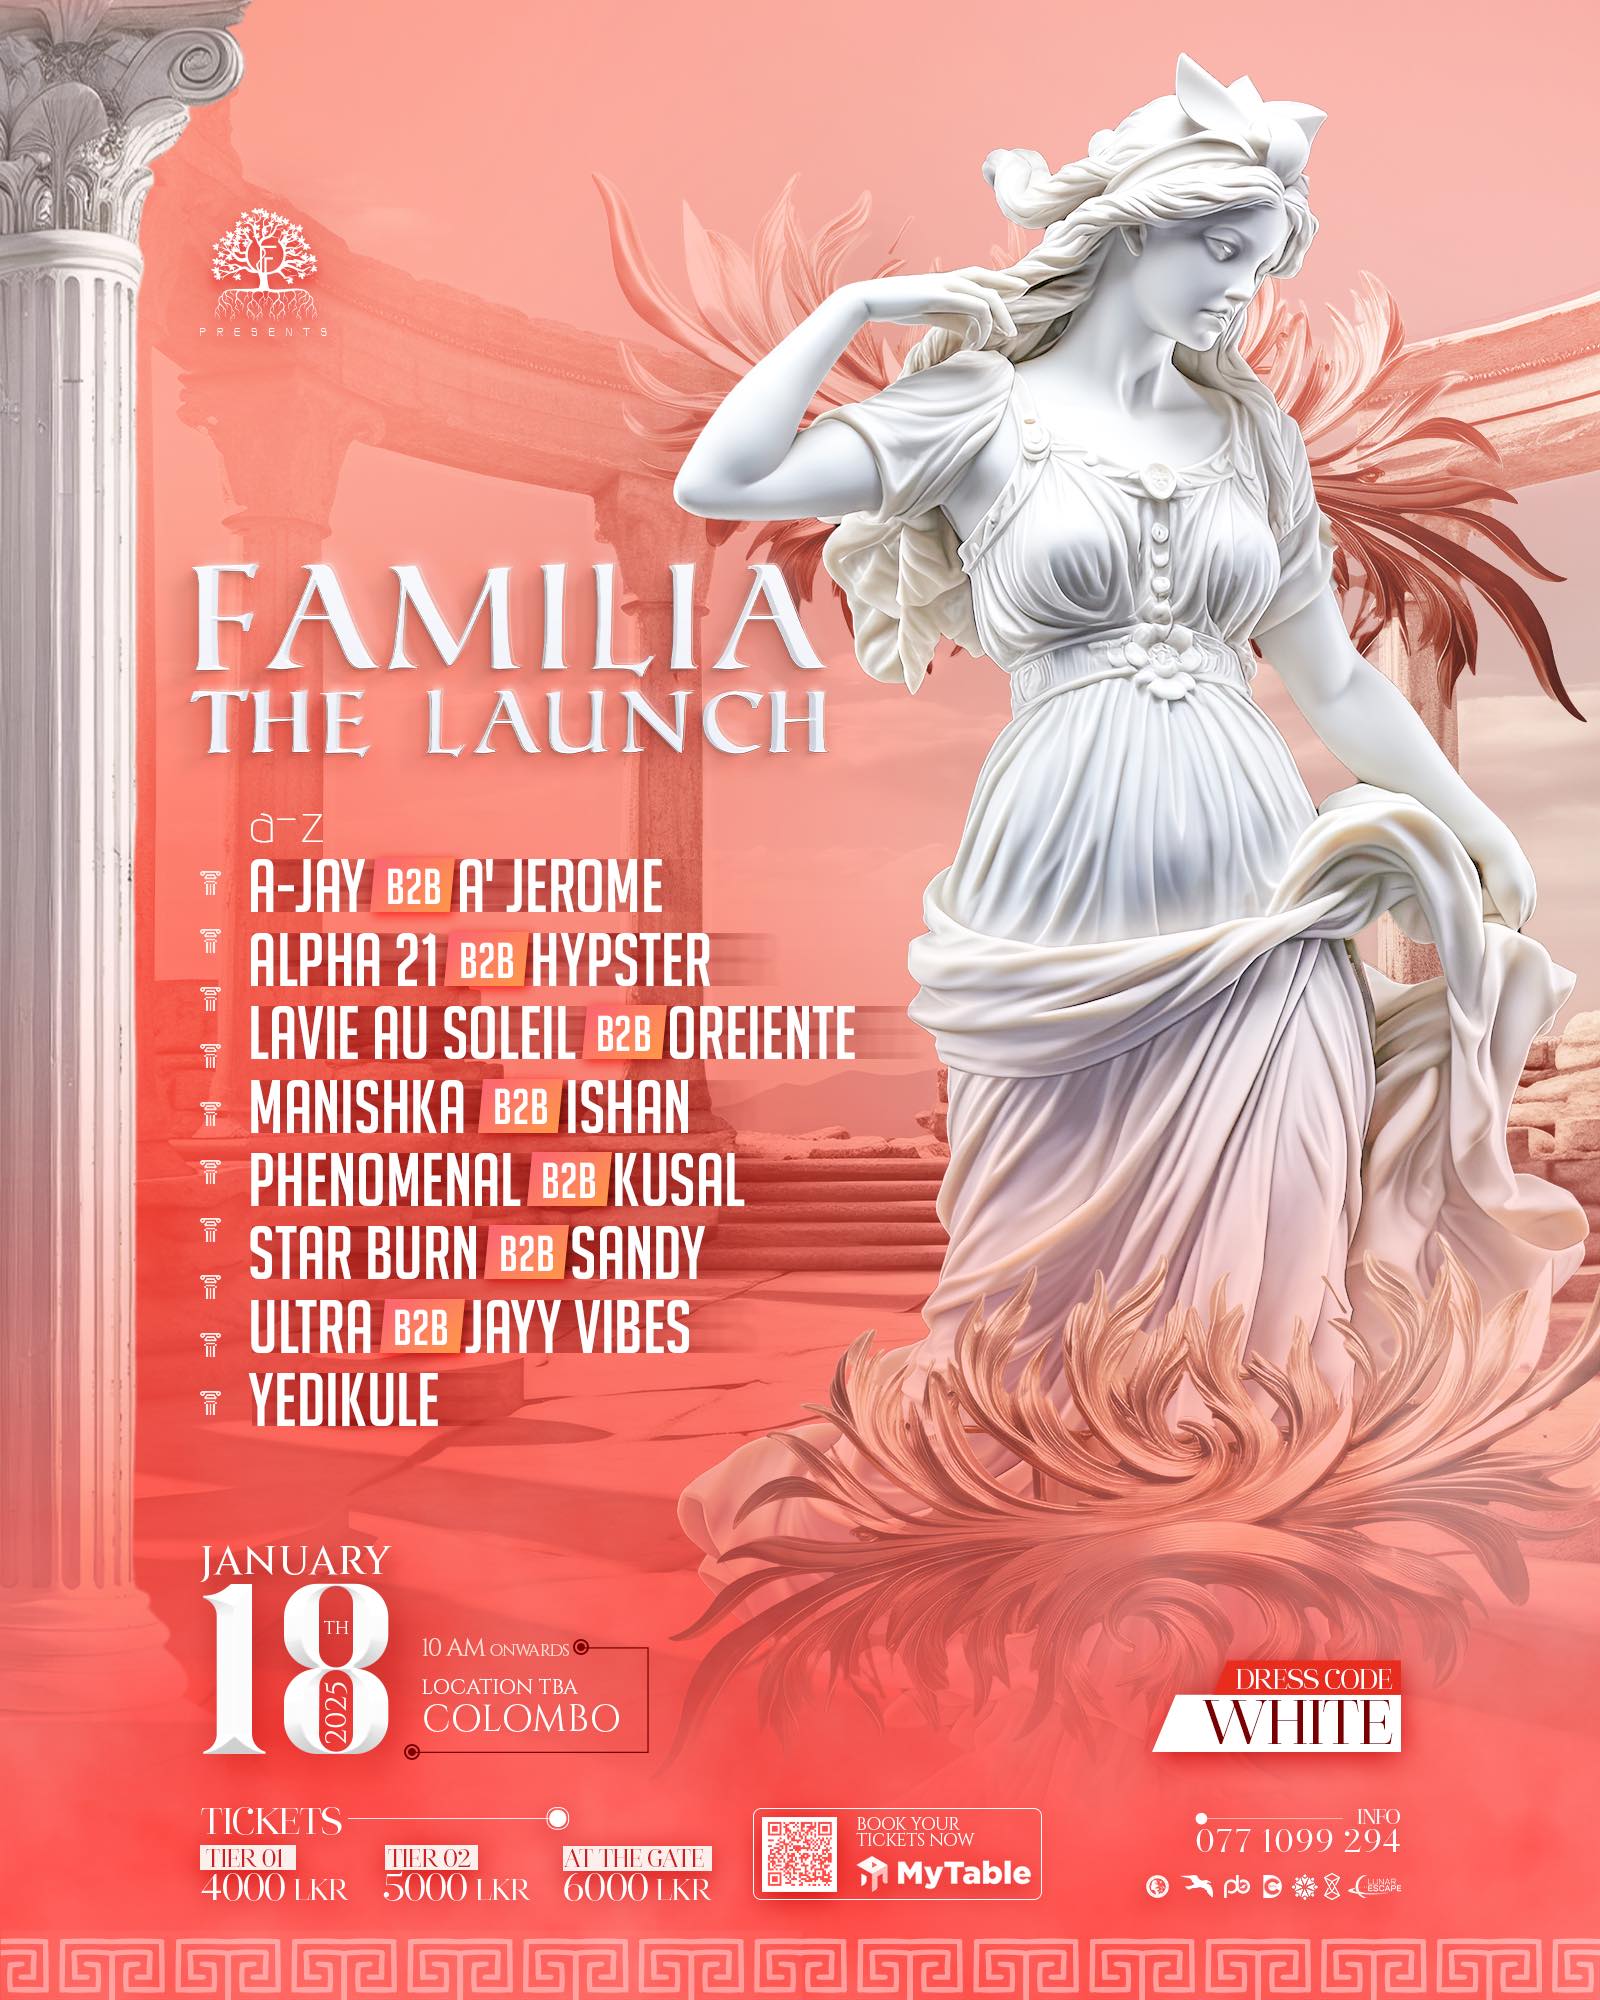 PRESENTS
FAMILIA
THE LAUNCH
a-z
A-JAY B2B A' JEROME
ALPHA 21 B2B HYPSTER
LAVIE AU SOLEIL B2B OREIENTE
MANISHKA B2B ISHAN
PHENOMENAL B2B KUSAL
STAR BURN B2B SANDY
ULTRA B2B JAYY VIBES
YEDIKULE
JANUARY
18
TH
2025
10 AM ONWARDS
LOCATION TBA
COLOMBO
DRESS CODE
WHITE
TICKETS
TIER 01
4000 LKR
TIER 02
5000 LKR
AT THE GATE
6000 LKR
BOOK YOUR
TICKETS NOW
MyTable
INFO
077 1099 294
pb
LUNAR
ESCAPE